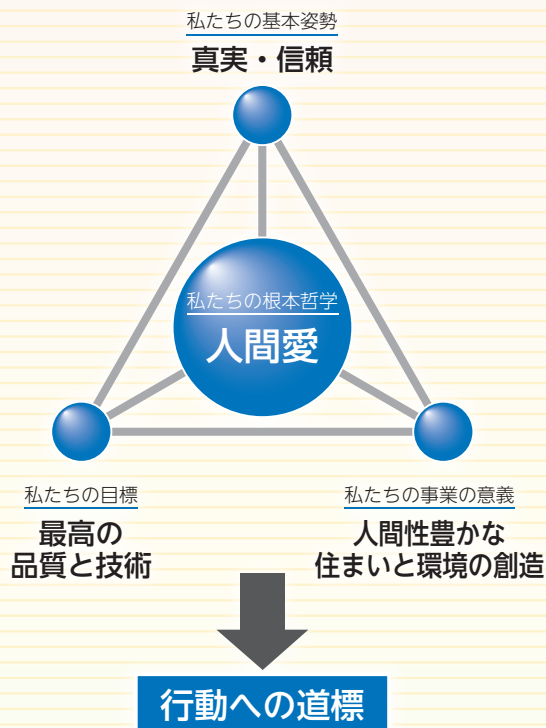 私たちの基本姿勢
真実・信頼
私たちの根本哲学
人間愛
私たちの目標
最高の
品質と技術
私たちの事業の意義
人間性豊かな
住まいと環境の創造
行動への道標